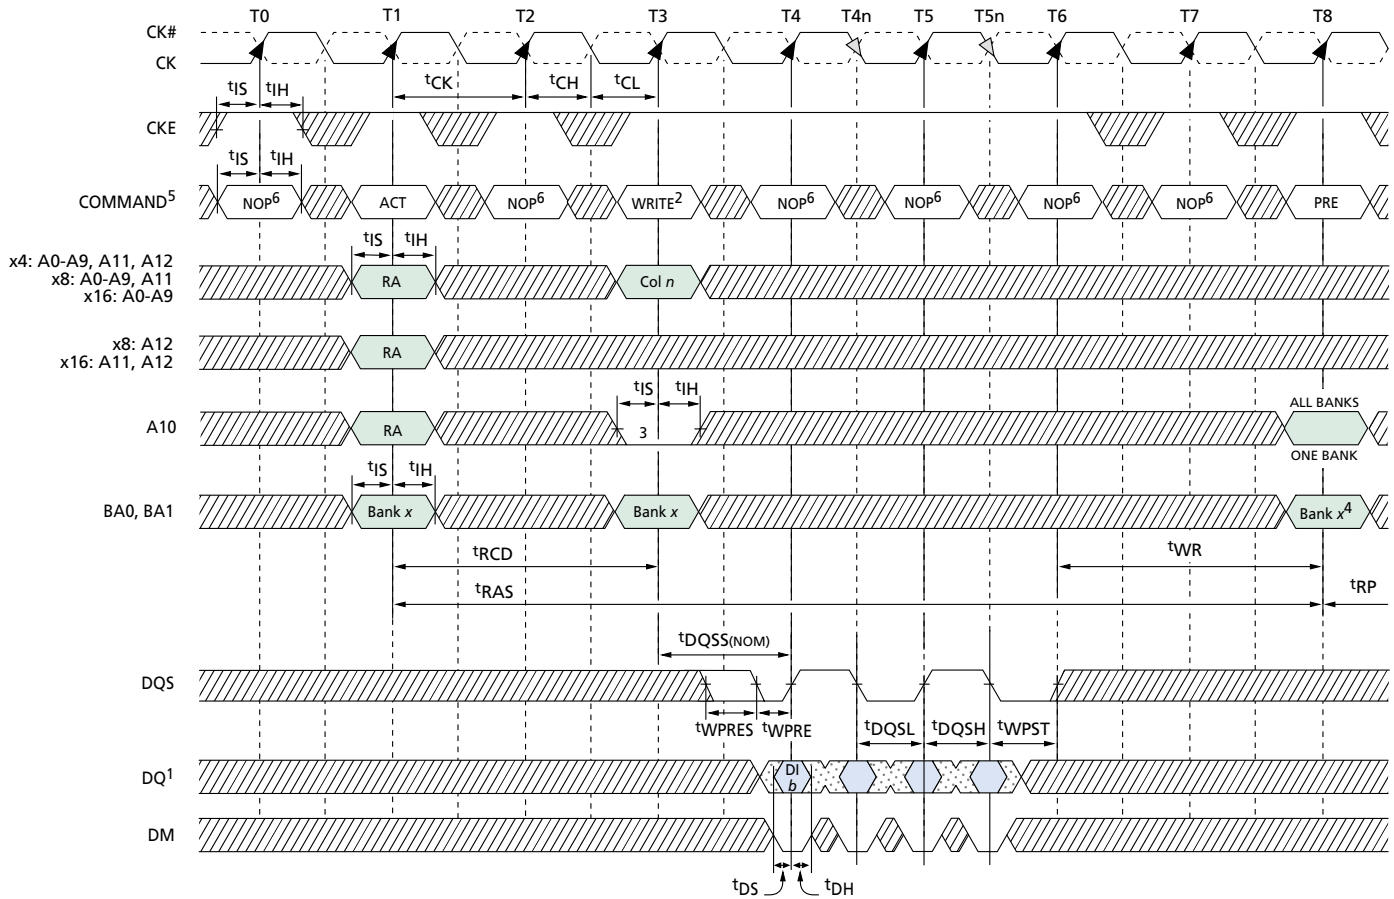 T0 T1 T2 T3 T4 T4n T5 T5n T6 T7 T8
CK#
CK
tCK tCH tCL
tIS tIH
CKE
tIS tIH
COMMAND5 NOP6 ACT NOP6 WRITE2 NOP6 NOP6 NOP6 NOP6 PRE
tIS tIH
x4: A0-A9, A11, A12
x8: A0-A9, A11
x16: A0-A9
RA Col n
x8: A12
x16: A11, A12
RA
tIS tIH
ALL BANKS
A10 RA 3
ONE BANK
tIS tIH
BA0, BA1 Bank x Bank x Bank x4
tRCD tWR
tRAS tRP
tDQSS(NOM)
DQS
tWPRES tWPRE tDQSL tDQSH tWPST
DQ1 DI
b
DM
tDS tDH